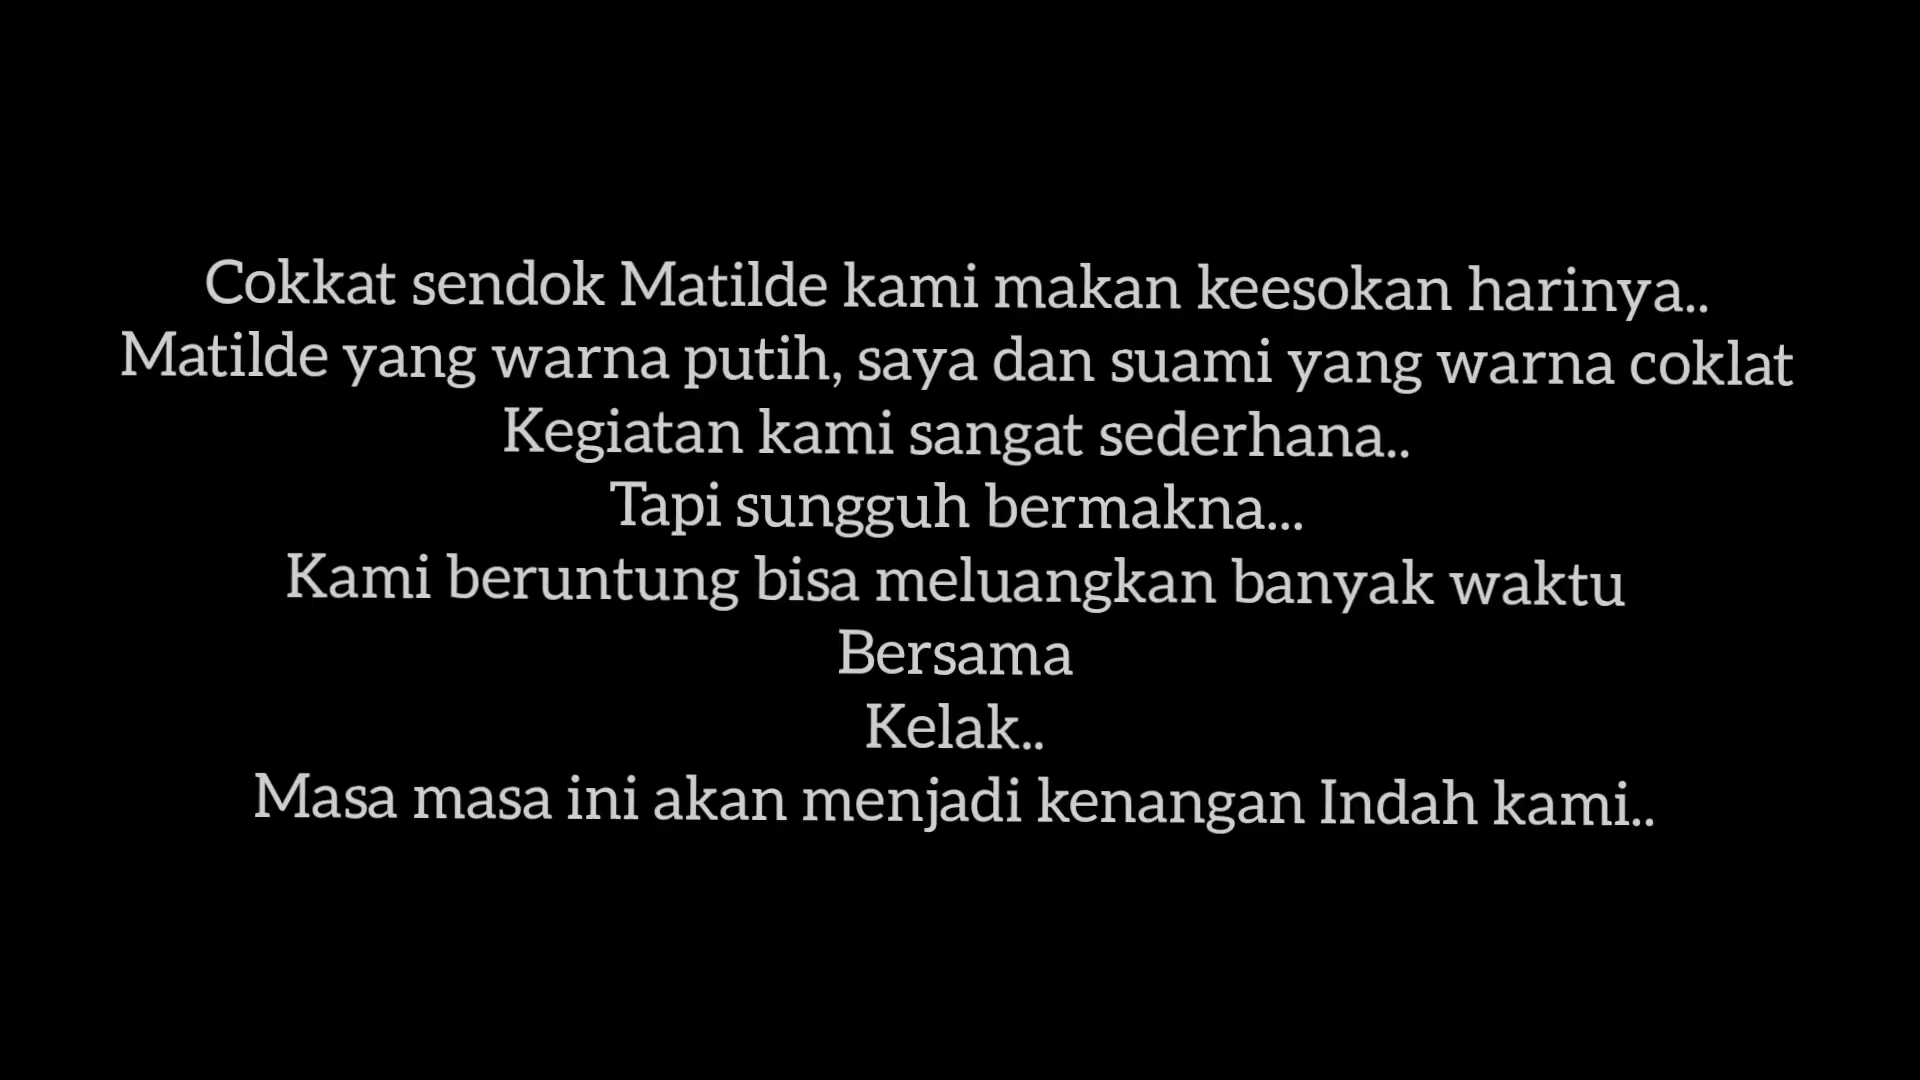 Cokkat sendok Matilde kami makan keesokan harinya..
Matilde yang warna putih, saya dan suami yang warna coklat
Kegiatan kami sangat sederhana..
Tapi sungguh bermakna...
Kami beruntung bisa meluangkan banyak waktu
Bersama
Kelak..
Masa masa ini akan menjadi kenangan Indah kami..